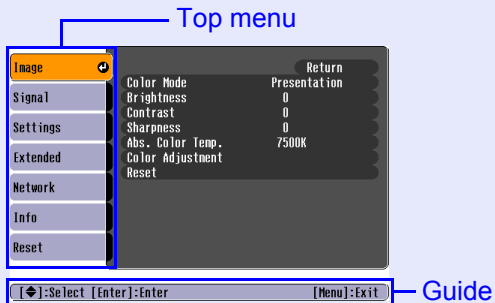 Top menu
Image
Signal
Settings
Extended
Network
Info
Reset
Return
Color Mode Presentation
Brightness 0
Contrast 0
Sharpness 0
Abs. Color Temp. 7500K
Color Adjustment
Reset
[ ]:Select [Enter]:Enter [Menu]:Exit
Guide